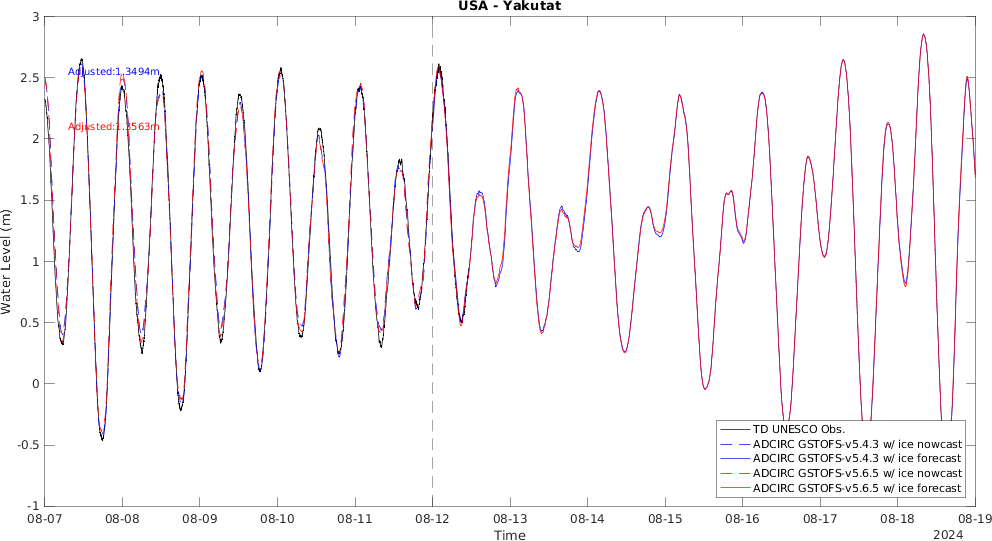 USA - Yakutat
3
2.5
2
1.5
1
0.5
0
-0.5
-1
Water Level (m)
Adjusted:1.3494m
Adjusted:1.3563m
TD UNESCO Obs.
ADCIRC GSTOFS-v5.4.3 w/ ice nowcast
ADCIRC GSTOFS-v5.4.3 w/ ice forecast
ADCIRC GSTOFS-v5.6.5 w/ ice nowcast
ADCIRC GSTOFS-v5.6.5 w/ ice forecast
08-07 08-08 08-09 08-10 08-11 08-12 08-13 08-14 08-15 08-16 08-17 08-18 08-19
Time
2024